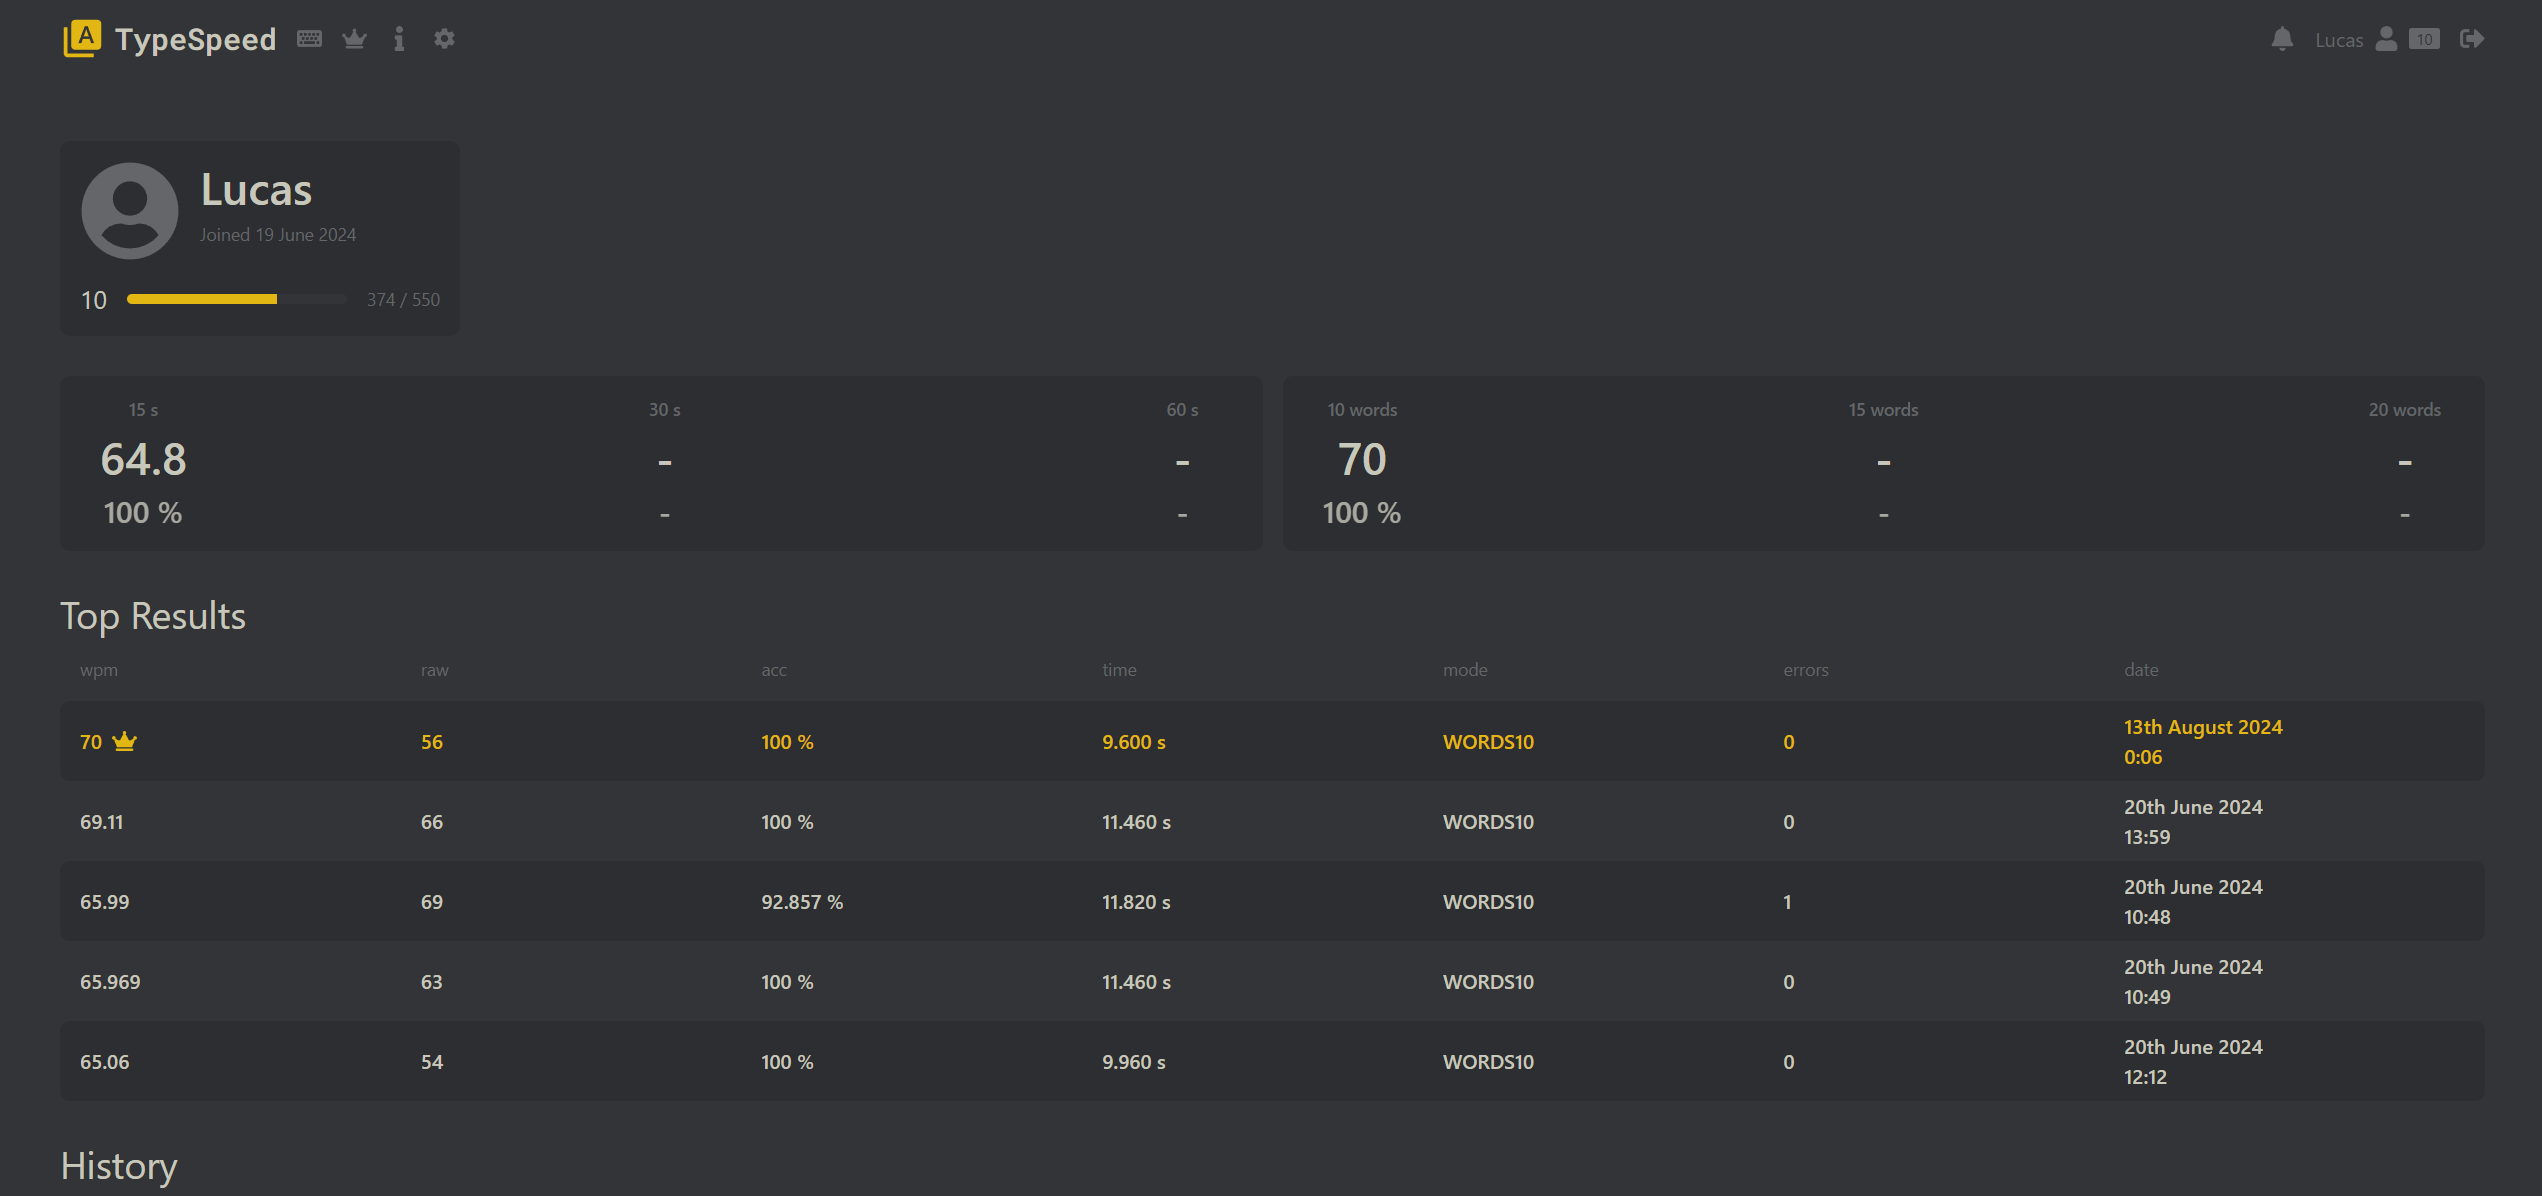 TypeSpeed
Lucas 10
Lucas
Joined 19 June 2024
10 374 / 550
15 s 30 s 60 s
64.8 - -
100 % - -
10 words 15 words 20 words
70 - -
100 % - -
Top Results
wpm raw acc time mode errors date
70 56 100 % 9.600 s WORDS10 0 13th August 2024
0:06
69.11 66 100 % 11.460 s WORDS10 0 20th June 2024
13:59
65.99 69 92.857 % 11.820 s WORDS10 1 20th June 2024
10:48
65.969 63 100 % 11.460 s WORDS10 0 20th June 2024
10:49
65.06 54 100 % 9.960 s WORDS10 0 20th June 2024
12:12
History